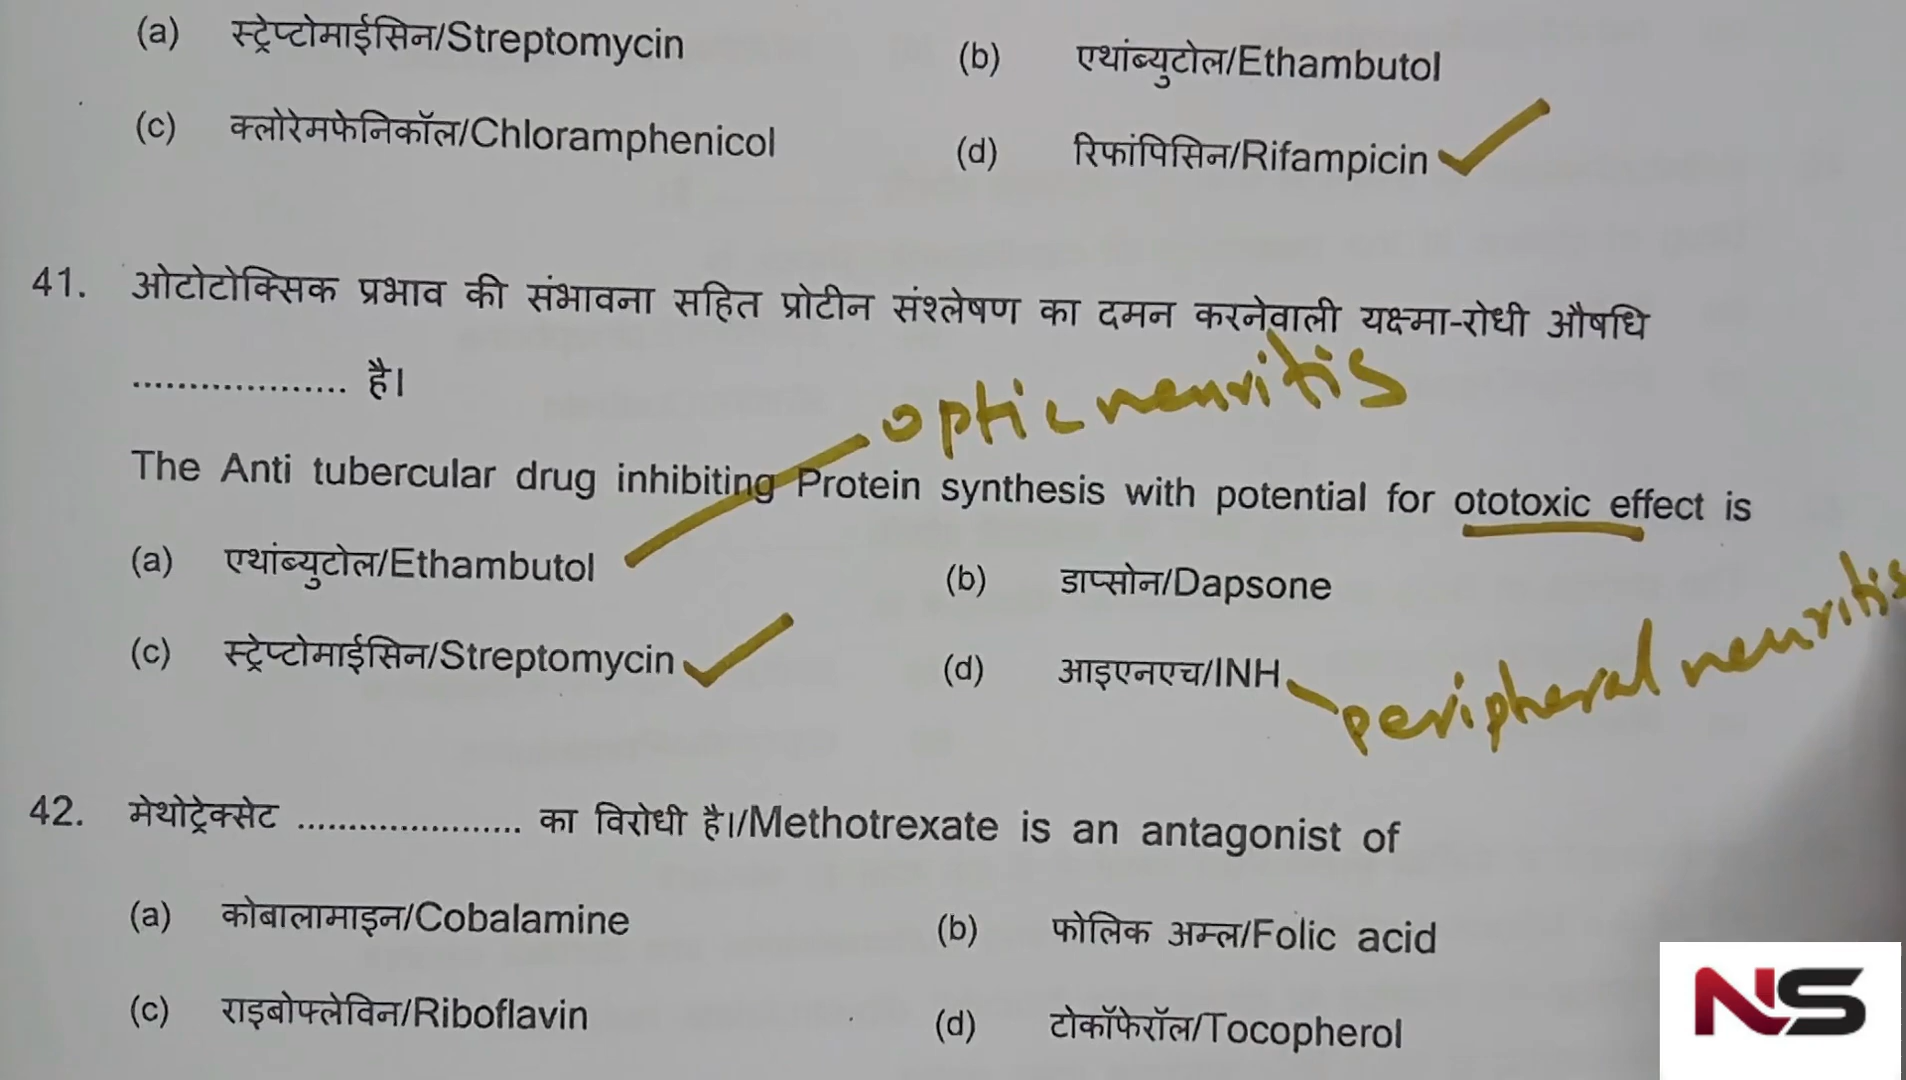 (a) स्ट्रेप्टोमाईसिन/Streptomycin (b) एथांब्युटोल/Ethambutol
(c) क्लोरेमफेनिकॉल/Chloramphenicol (d) रिफांपिसिन/Rifampicin
41. ओटोटोक्सिक प्रभाव की संभावना सहित प्रोटीन संश्लेषण का दमन करनेवाली यक्ष्मा-रोधी औषधि
................... है।
optic neuritis
The Anti tubercular drug inhibiting Protein synthesis with potential for ototoxic effect is
(a) एथांब्युटोल/Ethambutol (b) डाप्सोन/Dapsone
(c) स्ट्रेप्टोमाईसिन/Streptomycin (d) आइएनएच/INH
peripheral neuritis
42. मेथोट्रेक्सेट ...................... का विरोधी है।/Methotrexate is an antagonist of
(a) कोबालामाइन/Cobalamine (b) फोलिक अम्ल/Folic acid
(c) राइबोफ्लेविन/Riboflavin (d) टोकॉफेरॉल/Tocopherol
NS